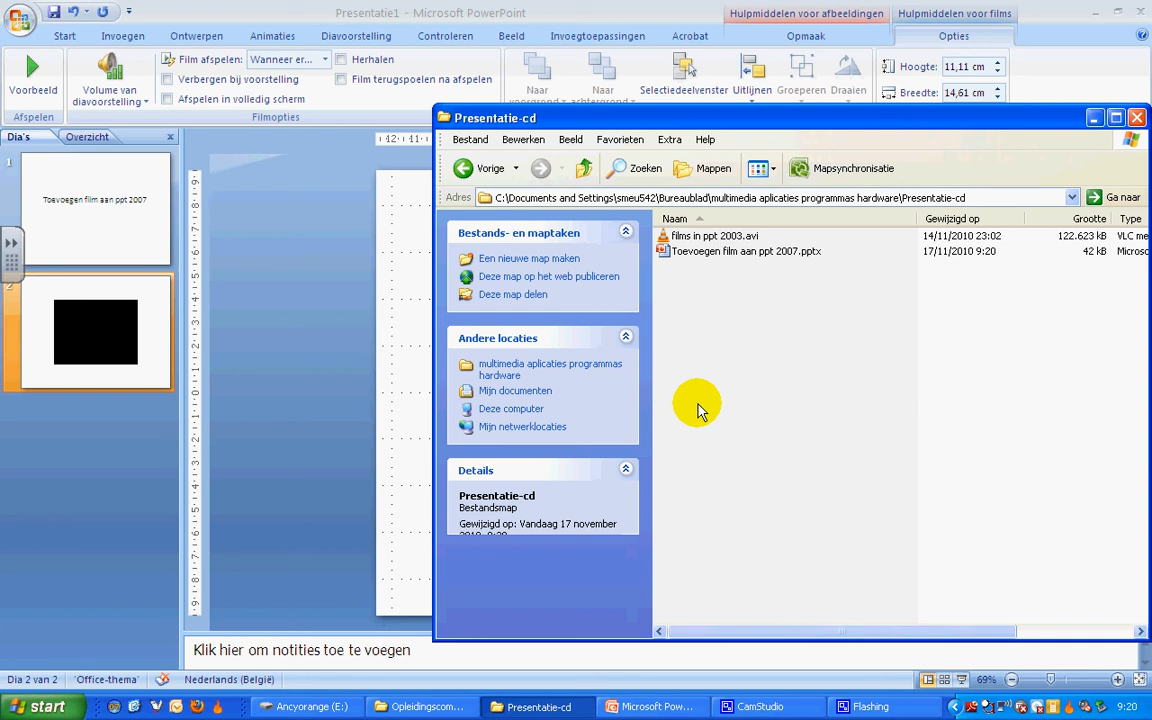 Presentatie1 - Microsoft PowerPoint
Hulpmiddelen voor afbeeldingen
Hulpmiddelen voor films
Start Invoegen Ontwerpen Animaties Diavoorstelling Controleren Beeld Invoegtoepassingen Acrobat Opmaak Opties
Voorbeeld
Volume van
diavoorstelling
Film afspelen: Wanneer er...
Verbergen bij voorstelling
Afspelen in volledig scherm
Herhalen
Film terugspoelen na afspelen
Naar
Naar
Selectiedeelvenster Uitlijnen Groeperen Draaien
Hoogte: 11,11 cm
Breedte: 14,61 cm
Afspelen
Filmopties
Dia's Overzicht
1
Toevoegen film aan ppt 2007
2
42 41
Presentatie-cd
Bestand Bewerken Beeld Favorieten Extra Help
Vorige Zoeken Mappen Mapsynchronisatie
Adres C:\Documents and Settings\smeu542\Bureaublad\multimedia aplicaties programmas hardware\Presentatie-cd Ga naar
Bestands- en maptaken
Een nieuwe map maken
Deze map op het web publiceren
Deze map delen
Andere locaties
multimedia aplicaties programmas
hardware
Mijn documenten
Deze computer
Mijn netwerklocaties
Details
Presentatie-cd
Bestandsmap
Gewijzigd op: Vandaag 17 november
Naam Gewijzigd op Grootte Type
films in ppt 2003.avi 14/11/2010 23:02 122.623 kB VLC me
Toevoegen film aan ppt 2007.pptx 17/11/2010 9:20 42 kB Microsc
Klik hier om notities toe te voegen
Dia 2 van 2 'Office-thema' Nederlands (België) 69%
start Ancyorange (E:) Opleidingscom... Presentatie-cd Microsoft Pow... CamStudio Flashing 9:20